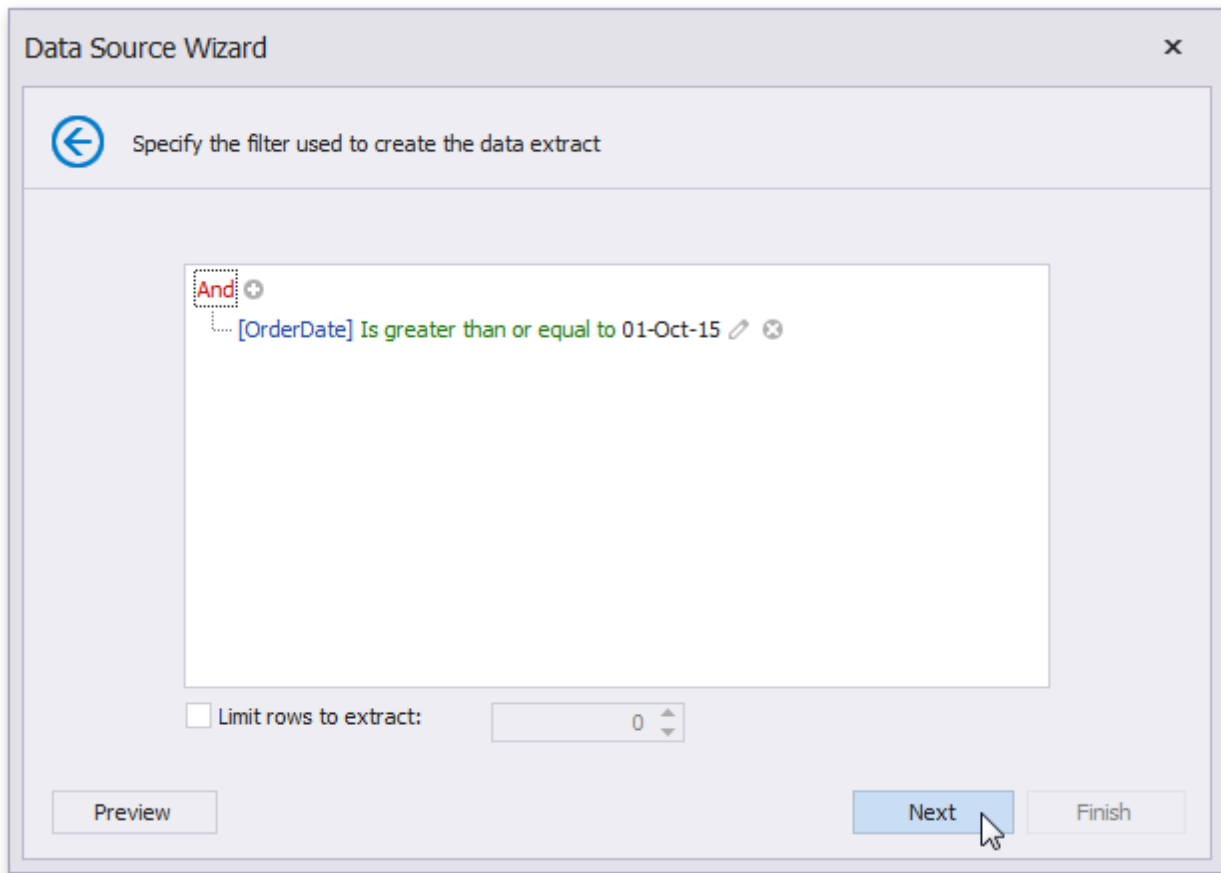 Data Source Wizard
Specify the filter used to create the data extract
And
[OrderDate] Is greater than or equal to 01-Oct-15
Limit rows to extract: 0
Preview Next Finish